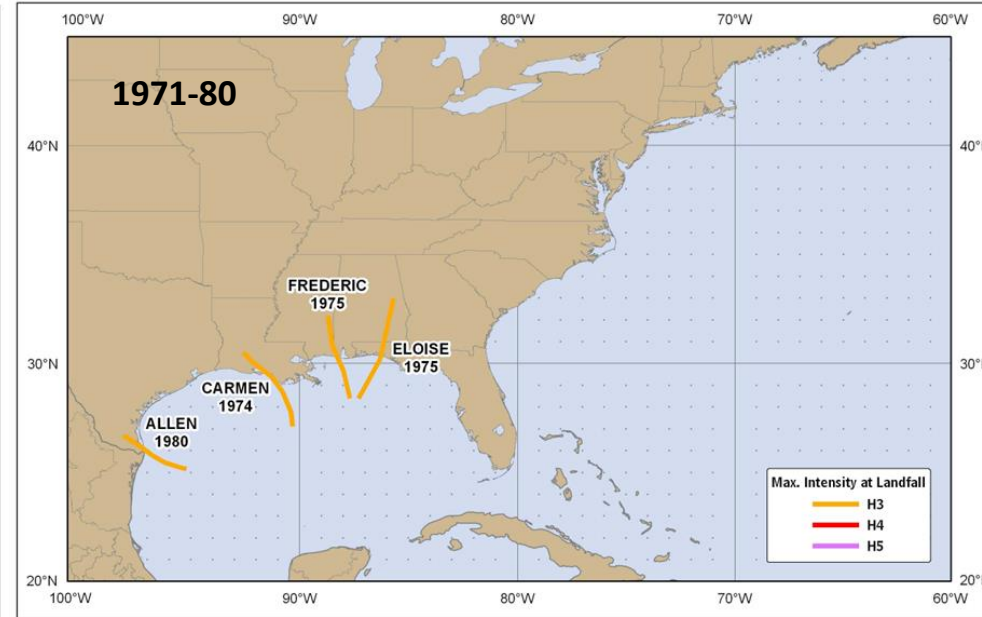 100°W 90°W 80°W 70°W 60°W
1971-80
40°N 40°N
FREDERIC
1975
ELOISE
1975
30°N 30°N
CARMEN
1974
ALLEN
1980
Max. Intensity at Landfall
H3
H4
H5
20°N 20°N
100°W 90°W 80°W 70°W 60°W